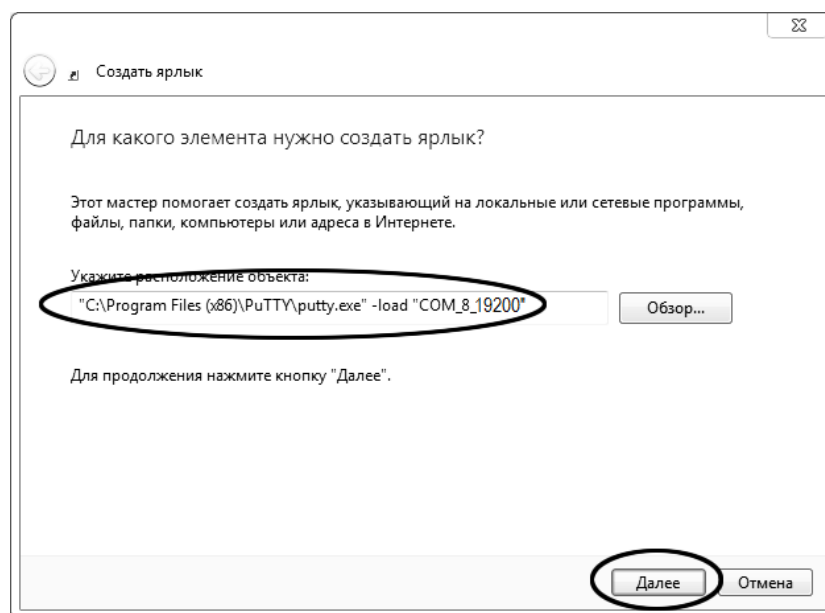 Создать ярлык
Для какого элемента нужно создать ярлык?
Этот мастер помогает создать ярлык, указывающий на локальные или сетевые программы,
файлы, папки, компьютеры или адреса в Интернете.
Укажите расположение объекта:
"C:\Program Files (x86)\PuTTY\putty.exe" -load "COM_8_19200"
Обзор...
Для продолжения нажмите кнопку "Далее".
Далее
Отмена